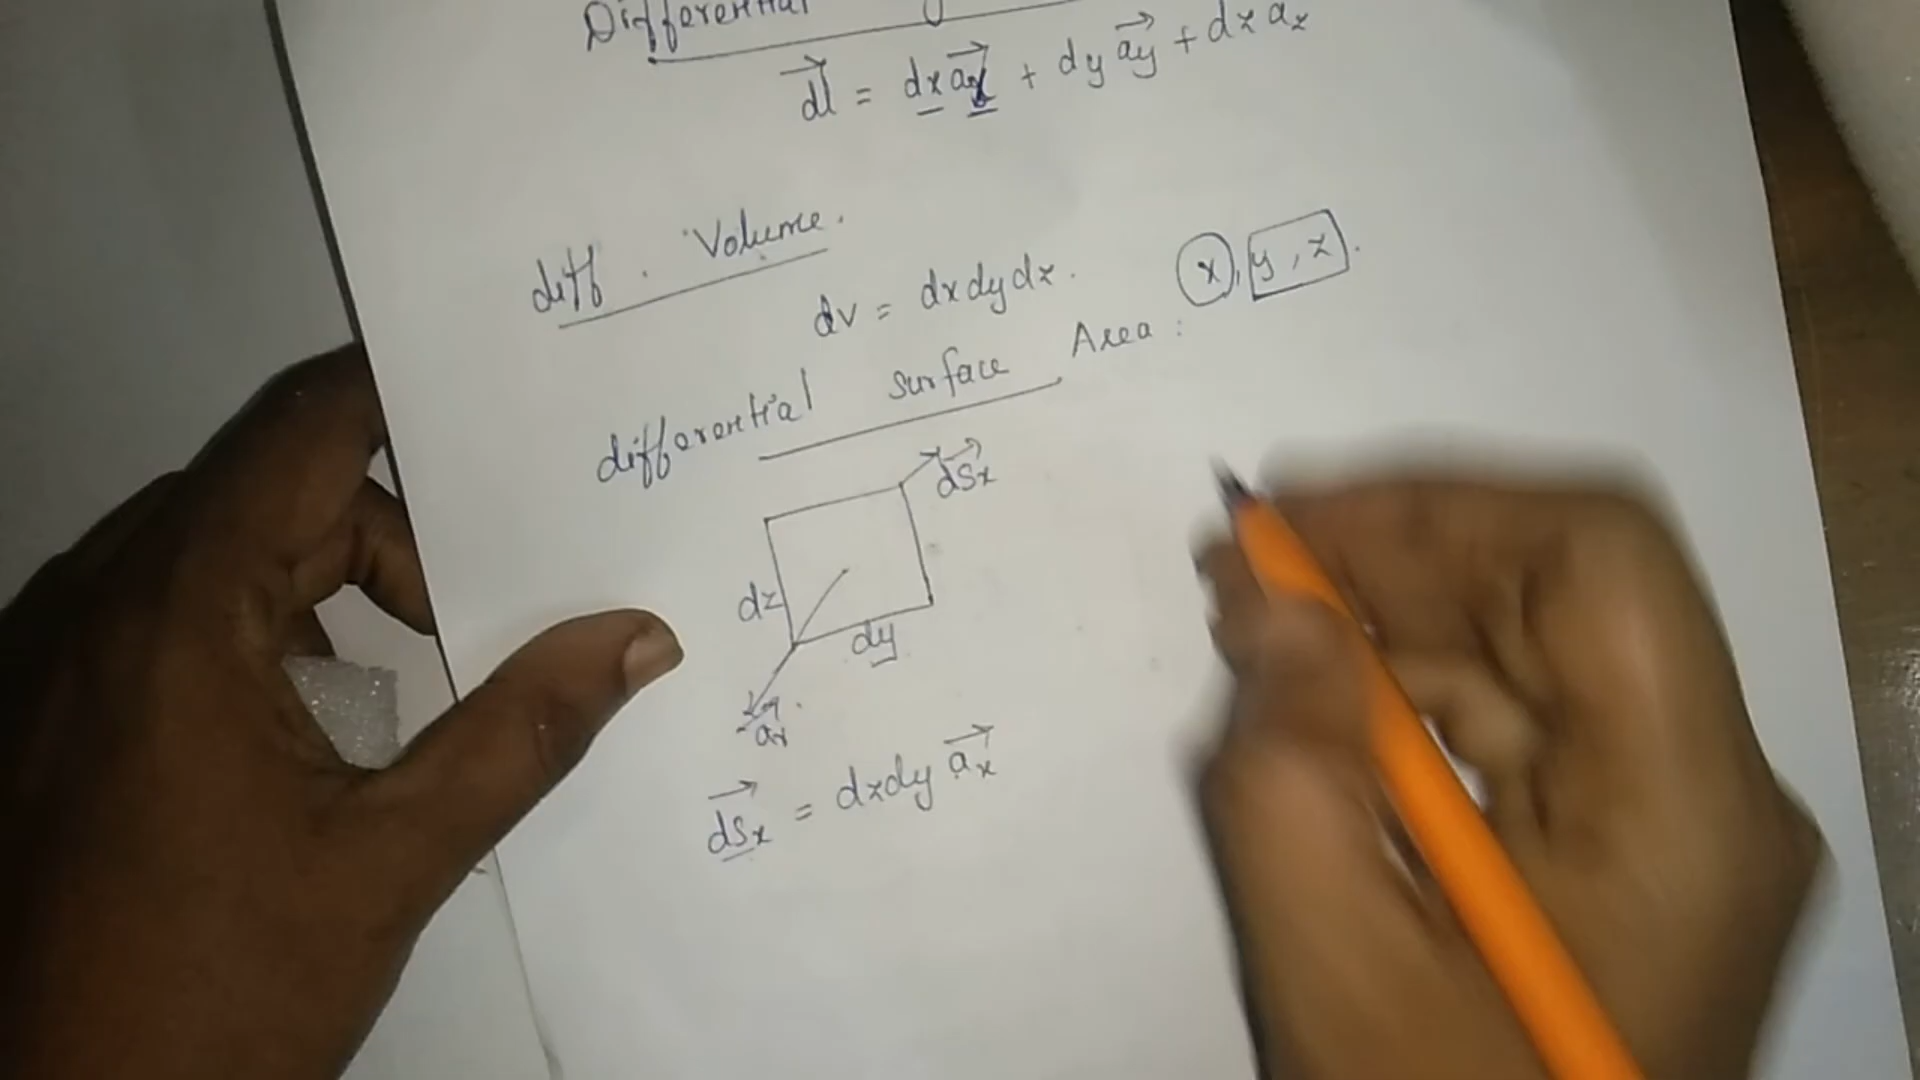 Differential
dl = dx ax + dy ay + dz az
diff. Volume.
dv = dx dy dz.
x, y, z.
differential surface Area:
dSx
dz
dy
ax
dSx = dzdy ax